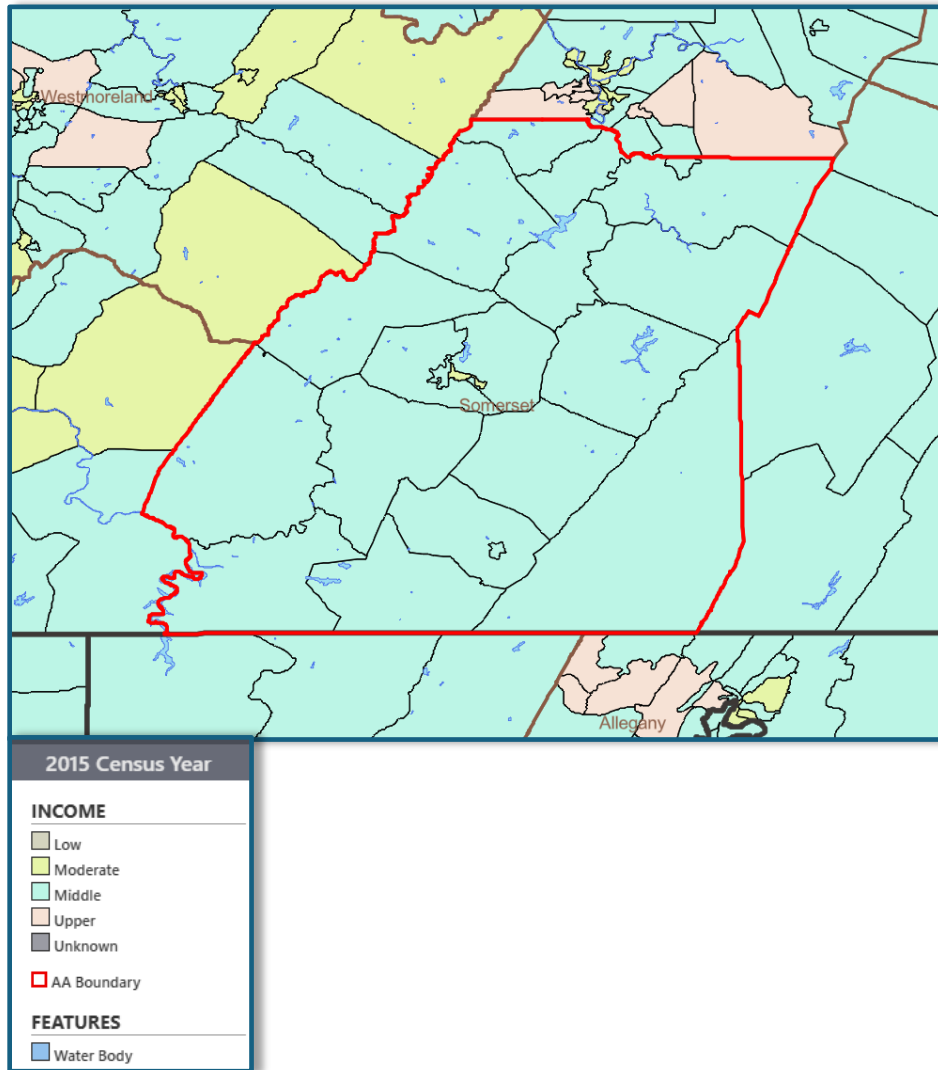 Westmoreland
Somerset
Allegany
2015 Census Year
INCOME
Low
Moderate
Middle
Upper
Unknown
AA Boundary
FEATURES
Water Body